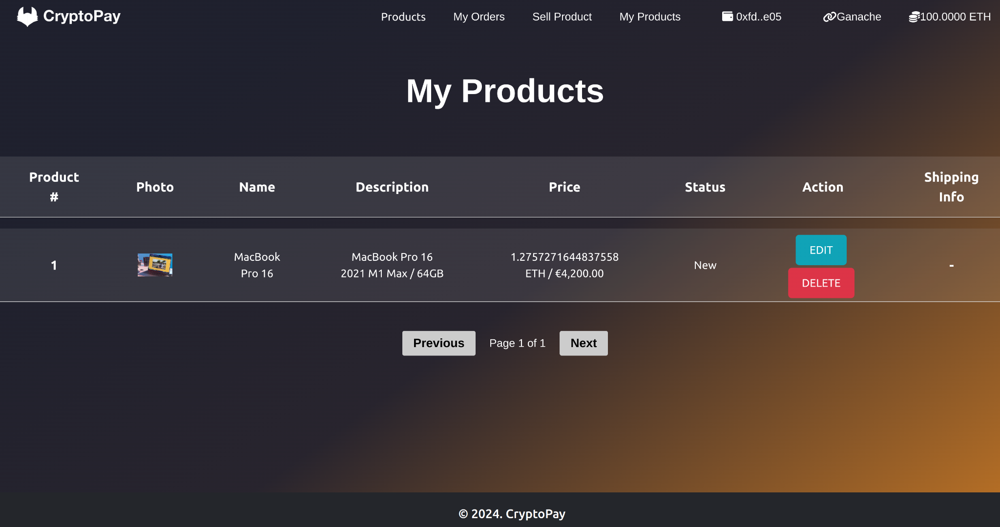 CryptoPay
Products
My Orders
Sell Product
My Products
0xfd..e05
Ganache
100.0000 ETH
My Products
Product
#
Photo
Name
Description
Price
Status
Action
Shipping
Info
1
MacBook
Pro 16
MacBook Pro 16
2021 M1 Max / 64GB
1.2757271644837558
ETH / €4,200.00
New
EDIT
DELETE
-
Previous
Page 1 of 1
Next
© 2024. CryptoPay